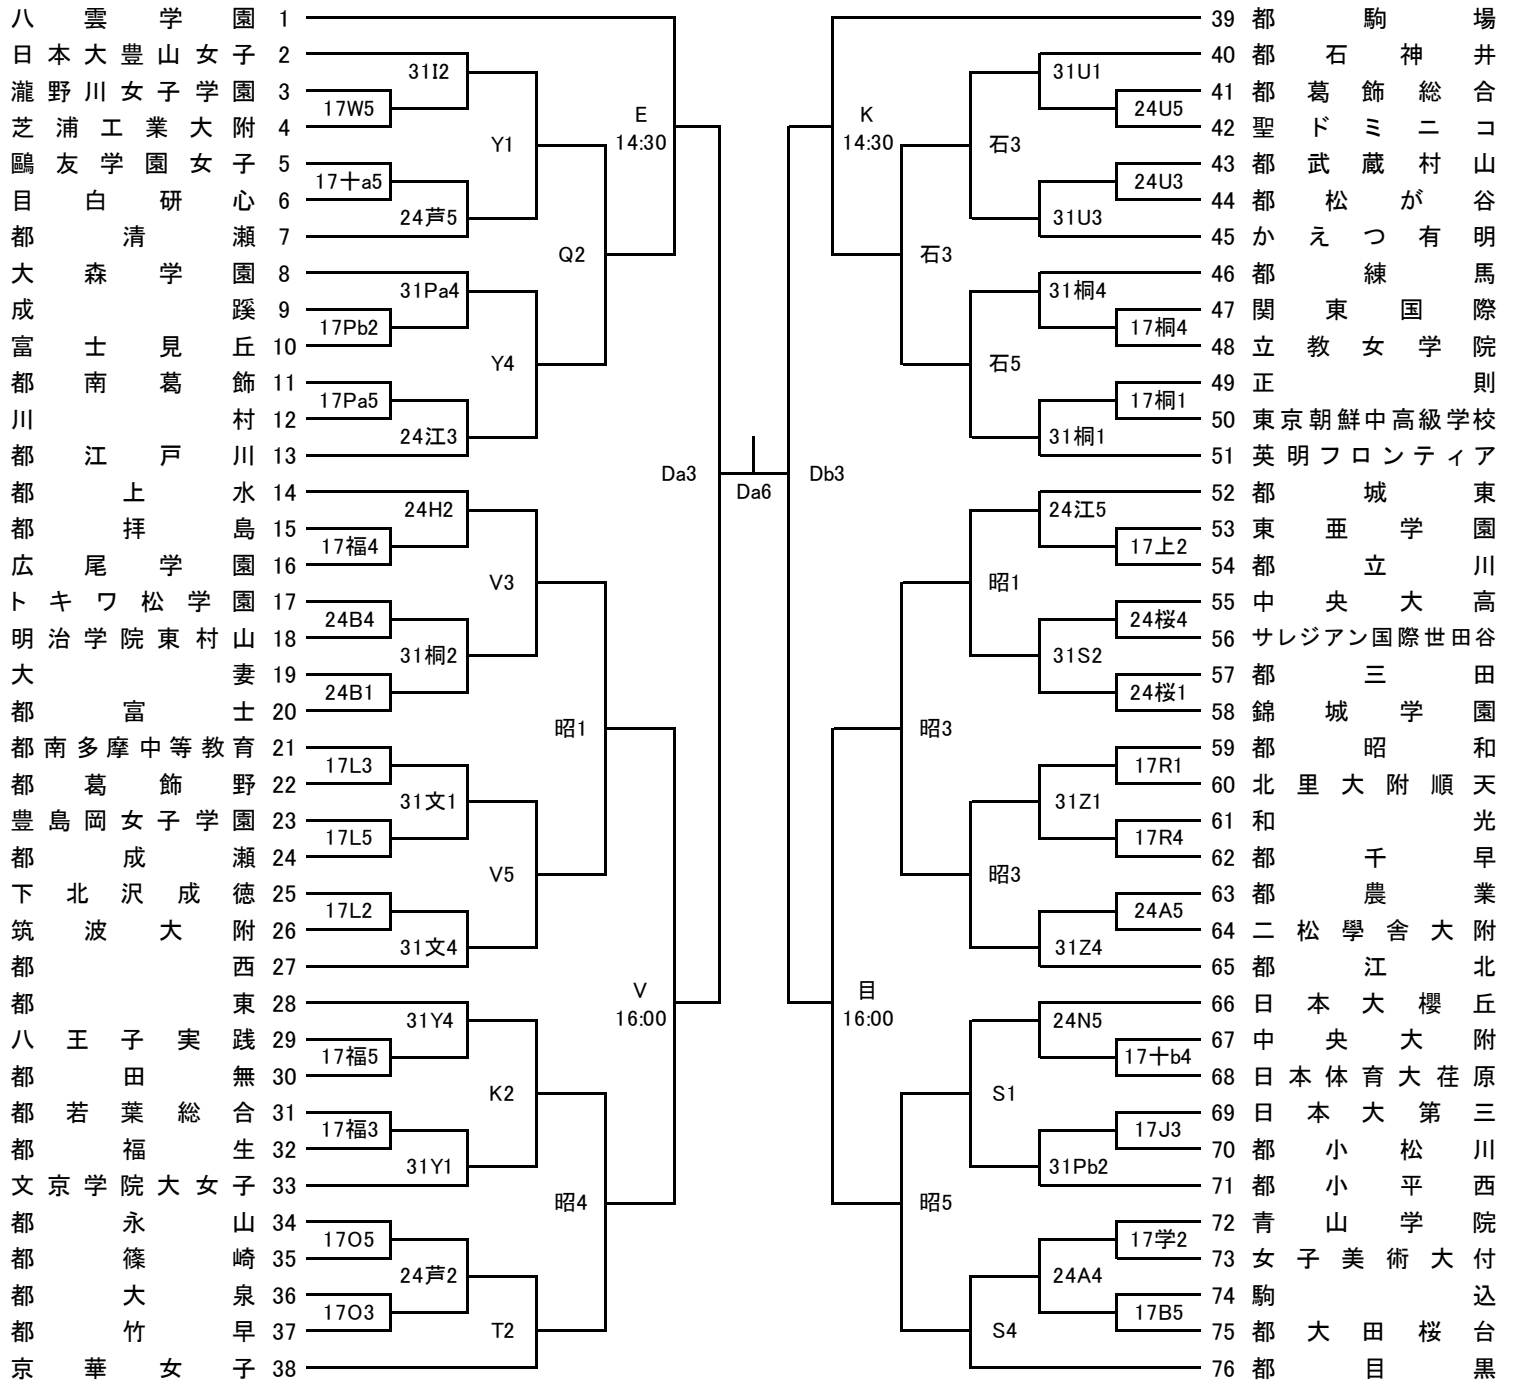 八雲学園 1
日本大豊山女子 2
31I2
瀧野川女子学園 3
17W5
芝浦工業大附 4
E
14:30
Y1
鷗友学園女子 5
17十a5
目白研心 6
24芦5
都清瀬 7
Q2
大森学園 8
31Pa4
成蹊 9
17Pb2
富士見丘 10
Y4
都南葛飾 11
17Pa5
川村 12
24江3
都江戸川 13
Da3
都上水 14
24H2
都拝島 15
17福4
広尾学園 16
V3
トキワ松学園 17
24B4
明治学院東村山 18
31桐2
大妻 19
24B1
都富士 20
昭1
都南多摩中等教育 21
17L3
都葛飾野 22
31文1
豊島岡女子学園 23
17L5
都成瀬 24
V5
下北沢成徳 25
17L2
筑波大附 26
31文4
都西 27
V
16:00
都東 28
31Y4
八王子実践 29
17福5
都田無 30
K2
都若葉総合 31
17福3
都福生 32
31Y1
文京学院大女子 33
昭4
都永山 34
17O5
都篠崎 35
24芦2
都大泉 36
17O3
都竹早 37
T2
京華女子 38
Da6
39 都駒場
40 都石神井
31U1
41 都葛飾総合
24U5
42 聖ドミニコ
K
14:30
石3
43 都武蔵村山
24U3
44 都松が谷
31U3
45 かえつ有明
石3
46 都練馬
31桐4
47 関東国際
17桐4
48 立教女学院
石5
49 正則
17桐1
50 東京朝鮮中高級学校
31桐1
51 英明フロンティア
Db3
52 都城東
24江5
53 東亜学園
17上2
54 都立川
昭1
55 中央大高
24桜4
56 サレジアン国際世田谷
31S2
57 都三田
24桜1
58 錦城学園
昭3
59 都昭和
17R1
60 北里大附順天
31Z1
61 和光
17R4
62 都千早
昭3
63 都農業
24A5
64 二松學舎大附
31Z4
65 都江北
目
16:00
66 日本大櫻丘
24N5
67 中央大附
17十b4
68 日本体育大荏原
S1
69 日本大第三
17J3
70 都小松川
31Pb2
71 都小平西
昭5
72 青山学院
17学2
73 女子美術大付
24A4
74 駒込
17B5
75 都大田桜台
S4
76 都目黒